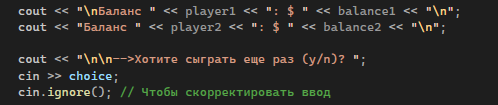 cout << "\nБаланс " << player1 << ": $ " << balance1 << "\n";
cout << "Баланс " << player2 << ": $ " << balance2 << "\n";
cout << "\n\n-->Хотите сыграть еще раз (y/n)? ";
cin >> choice;
cin.ignore(); // Чтобы скорректировать ввод